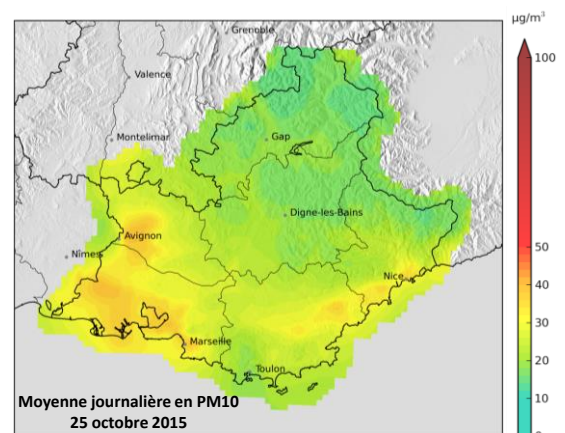 µg/m³
Grenoble
100
Valence
Montelimar
Gap
Digne-les-Bains
50
Avignon
Nîmes
Nice
40
30
Marseille
20
Toulon
Moyenne journalière en PM10
10
25 octobre 2015
0